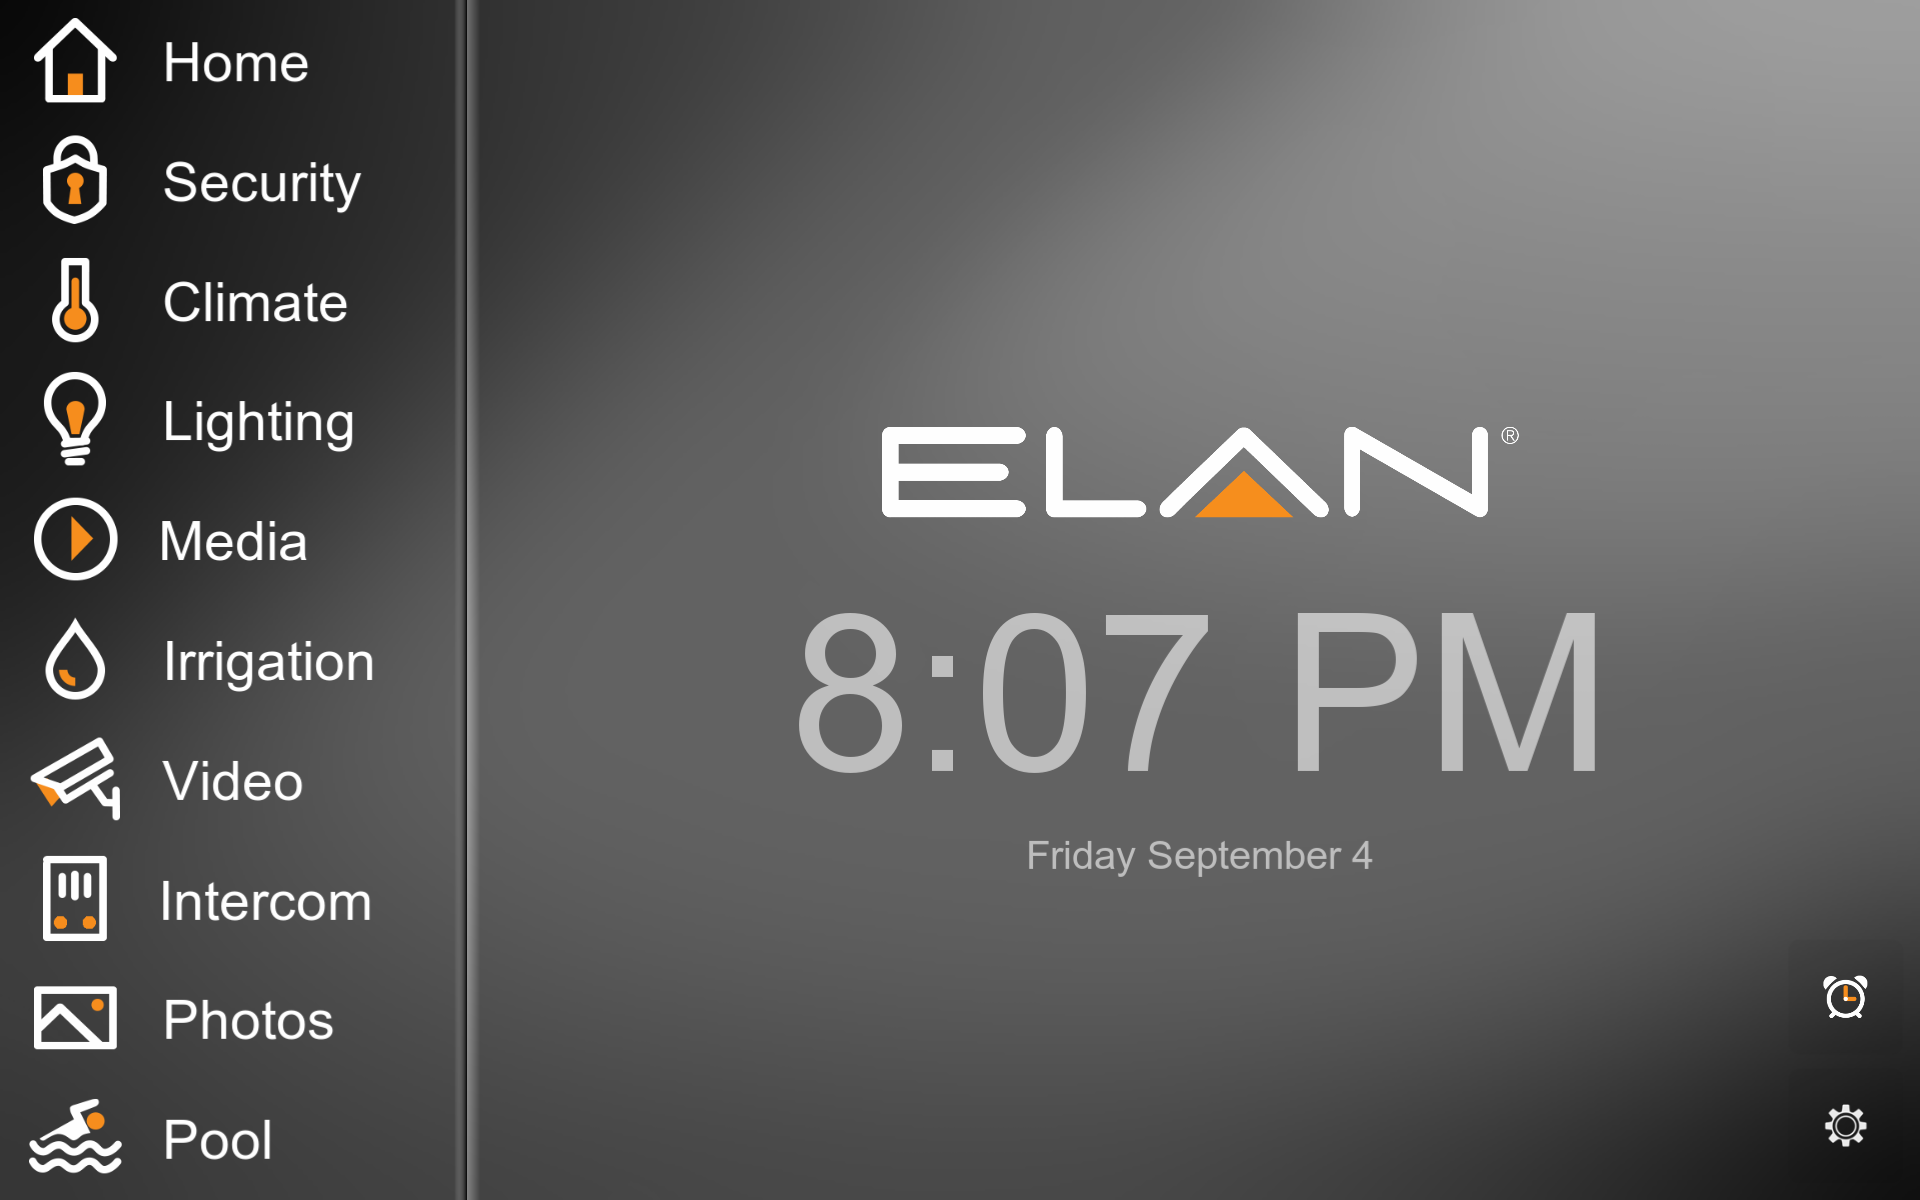 Home
Security
Climate
Lighting
Media
Irrigation
Video
Intercom
Photos
Pool
ELAN®
8:07 PM
Friday September 4